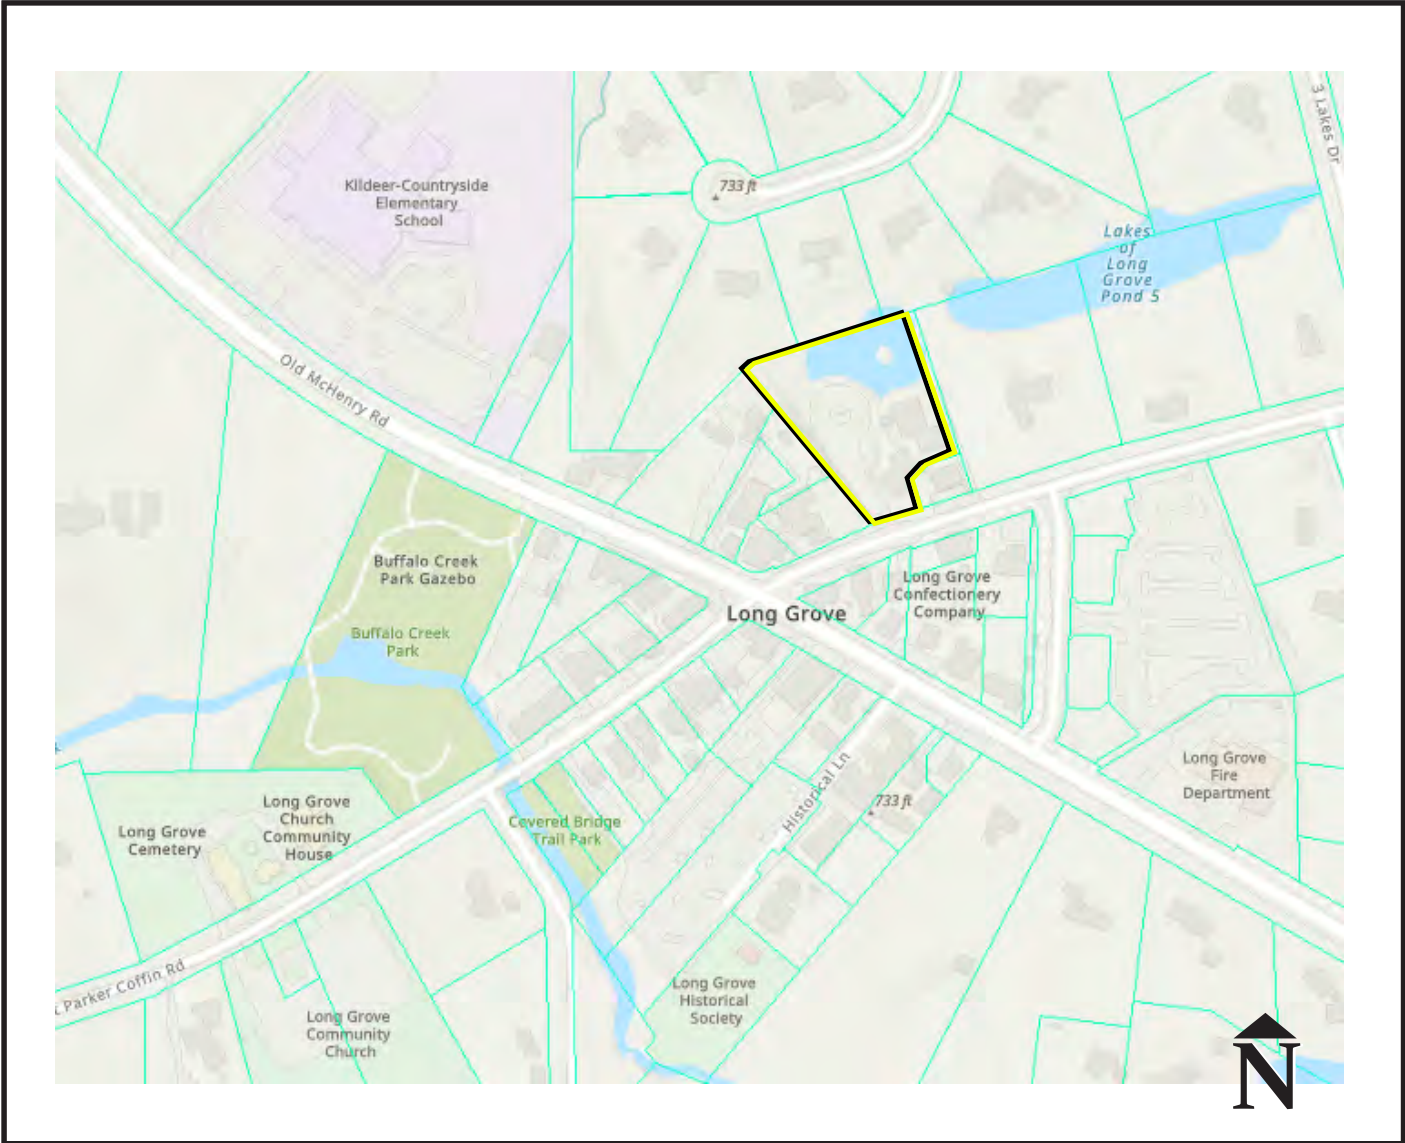 3 Lakes Dr
733 ft
Kildeer-Countryside
Elementary
School
Lakes
of
Long
Grove
Pond 5
Old McHenry Rd
Buffalo Creek
Park Gazebo
Long Grove
Confectionery
Company
Long Grove
Buffalo Creek
Park
Long Grove
Fire
Department
Historical Ln
733 ft
Long Grove
Church
Community
House
Long Grove
Cemetery
Covered Bridge
Trail Park
t Parker Coffin Rd
Long Grove
Historical
Society
Long Grove
Community
Church
N